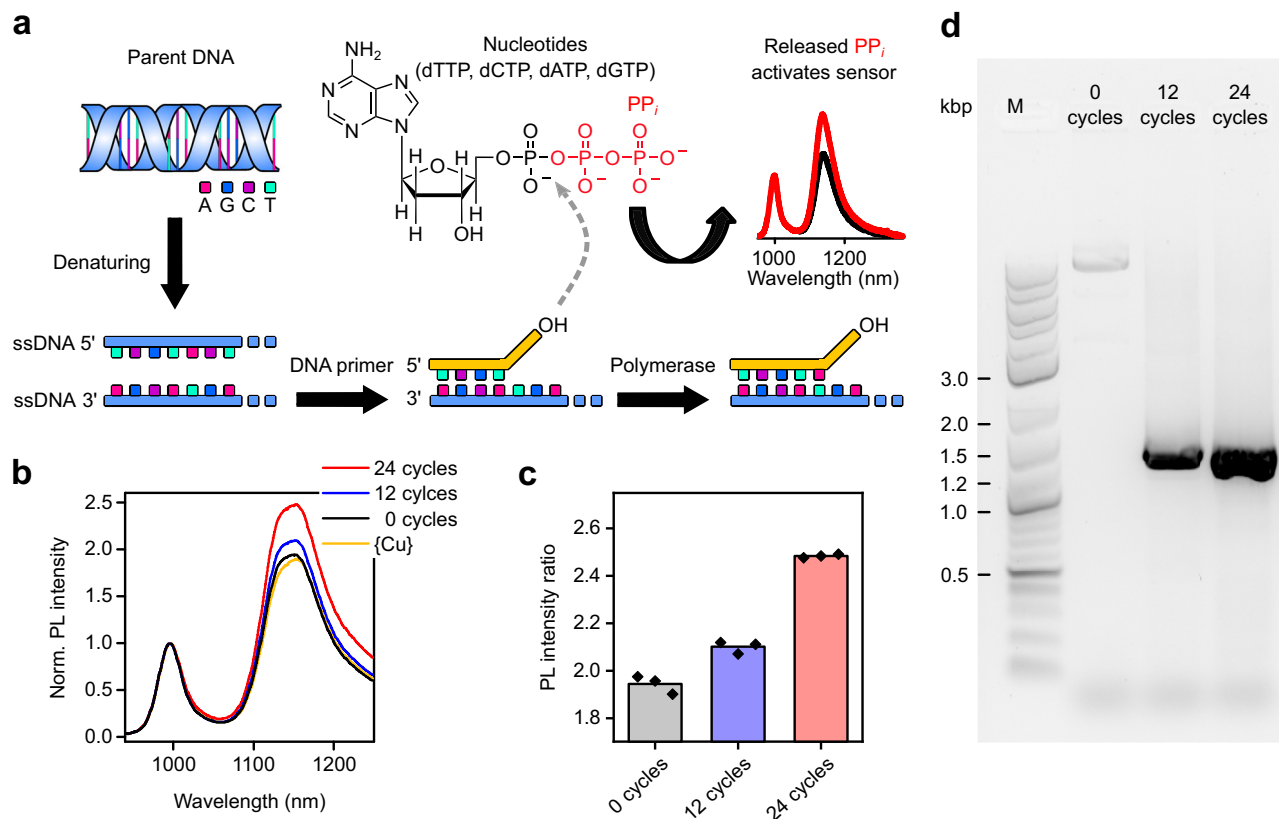 a
Parent DNA
A G C T
Denaturing
Nucleotides
(dTTP, dCTP, dATP, dGTP)
NH2
N
N
N
N
O
O
P
O
P
O
P
O−
O
O
O
O−
O−
O−
PPi
H
H
H
H
H
OH
Released PPi
activates sensor
1000 1200
Wavelength (nm)
ssDNA 5'
ssDNA 3'
DNA primer
OH
5'
3'
Polymerase
OH
b
24 cycles
12 cylces
0 cycles
{Cu}
Norm. PL intensity
2.5
2.0
1.5
1.0
0.5
0.0
1000 1100 1200
Wavelength (nm)
c
PL intensity ratio
2.6
2.4
2.2
2.0
1.8
0 cycles
12 cycles
24 cycles
d
kbp M 0 12 24
cycles cycles cycles
3.0
2.0
1.5
1.2
1.0
0.5